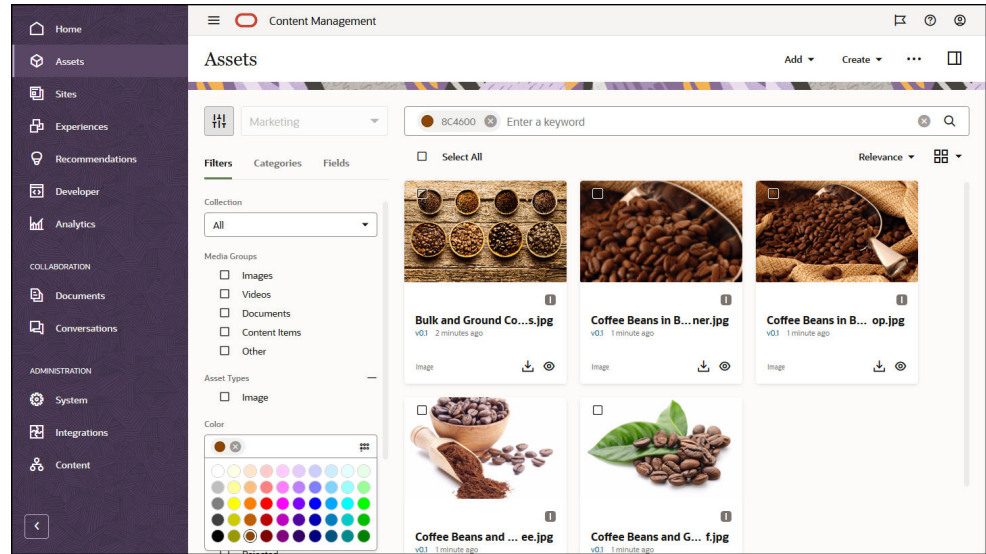 Home
Assets
Sites
Experiences
Recommendations
Developer
Analytics
COLLABORATION
Documents
Conversations
ADMINISTRATION
System
Integrations
Content
Content Management
Assets
Add
Create
Marketing
8C4600
Enter a keyword
Filters
Categories
Fields
Select All
Relevance
Collection
All
Media Groups
Images
Videos
Documents
Content Items
Other
Asset Types
Image
Color
Rejected
Bulk and Ground Co...s.jpg
v0.1 2 minutes ago
Image
Coffee Beans in B...ner.jpg
v0.1 1 minute ago
Image
Coffee Beans in B... op.jpg
v0.1 1 minute ago
Image
Coffee Beans and ... ee.jpg
v0.1 1 minute ago
Coffee Beans and G... f.jpg
v0.1 1 minute ago